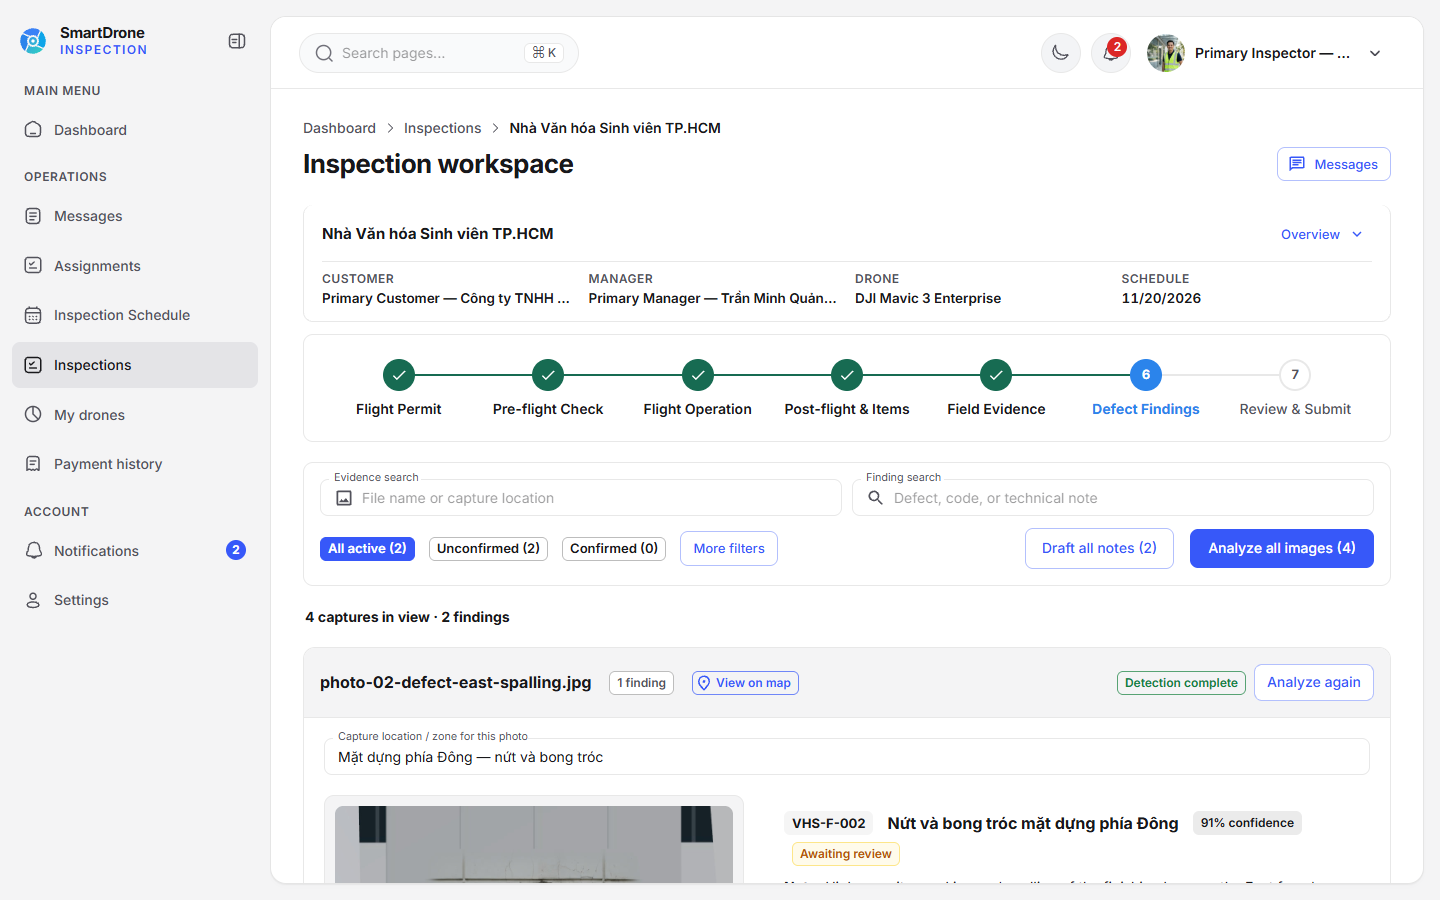 SmartDrone
INSPECTION
MAIN MENU
Dashboard
OPERATIONS
Messages
Assignments
Inspection Schedule
Inspections
My drones
Payment history
ACCOUNT
Notifications
2
Settings
Search pages...
⌘ K
2
Primary Inspector — ...
Dashboard > Inspections > Nhà Văn hóa Sinh viên TP.HCM
Inspection workspace
Messages
Nhà Văn hóa Sinh viên TP.HCM
Overview
CUSTOMER
Primary Customer — Công ty TNHH ...
MANAGER
Primary Manager — Trần Minh Quân...
DRONE
DJI Mavic 3 Enterprise
SCHEDULE
11/20/2026
Flight Permit
Pre-flight Check
Flight Operation
Post-flight & Items
Field Evidence
6
Defect Findings
7
Review & Submit
Evidence search
File name or capture location
Finding search
Defect, code, or technical note
All active (2)
Unconfirmed (2)
Confirmed (0)
More filters
Draft all notes (2)
Analyze all images (4)
4 captures in view · 2 findings
photo-02-defect-east-spalling.jpg
1 finding
View on map
Detection complete
Analyze again
Capture location / zone for this photo
Mặt dựng phía Đông — nứt và bong tróc
VHS-F-002
Nứt và bong tróc mặt dựng phía Đông
91% confidence
Awaiting review